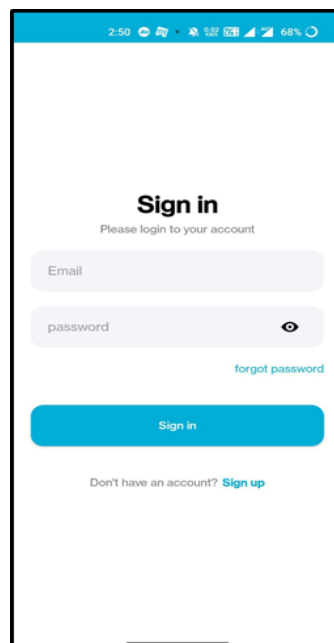 2:50 68%
Sign in
Please login to your account
Email
password
forgot password
Sign in
Don't have an account? Sign up